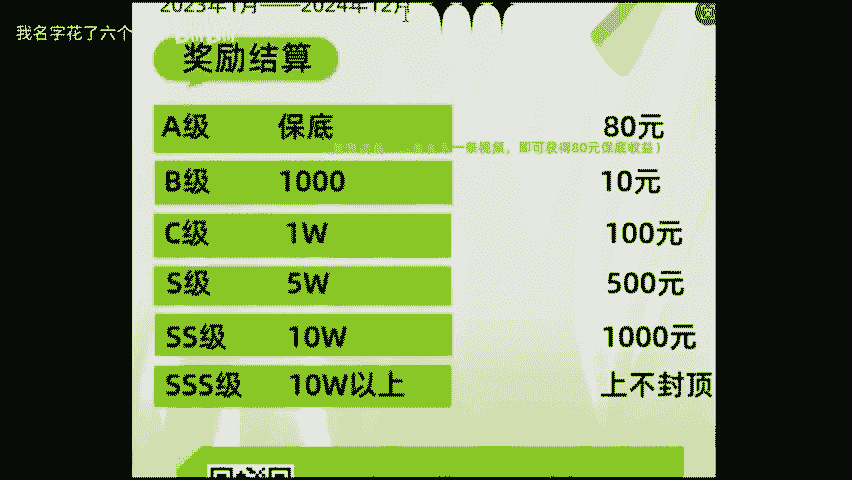 2023年1月——2024年12月
我名字花了六个
奖励结算
A级 保底 80元
一条视频，即可获得80元保底收益）
B级 1000 10元
C级 1W 100元
S级 5W 500元
SS级 10W 1000元
SSS级 10W以上 上不封顶